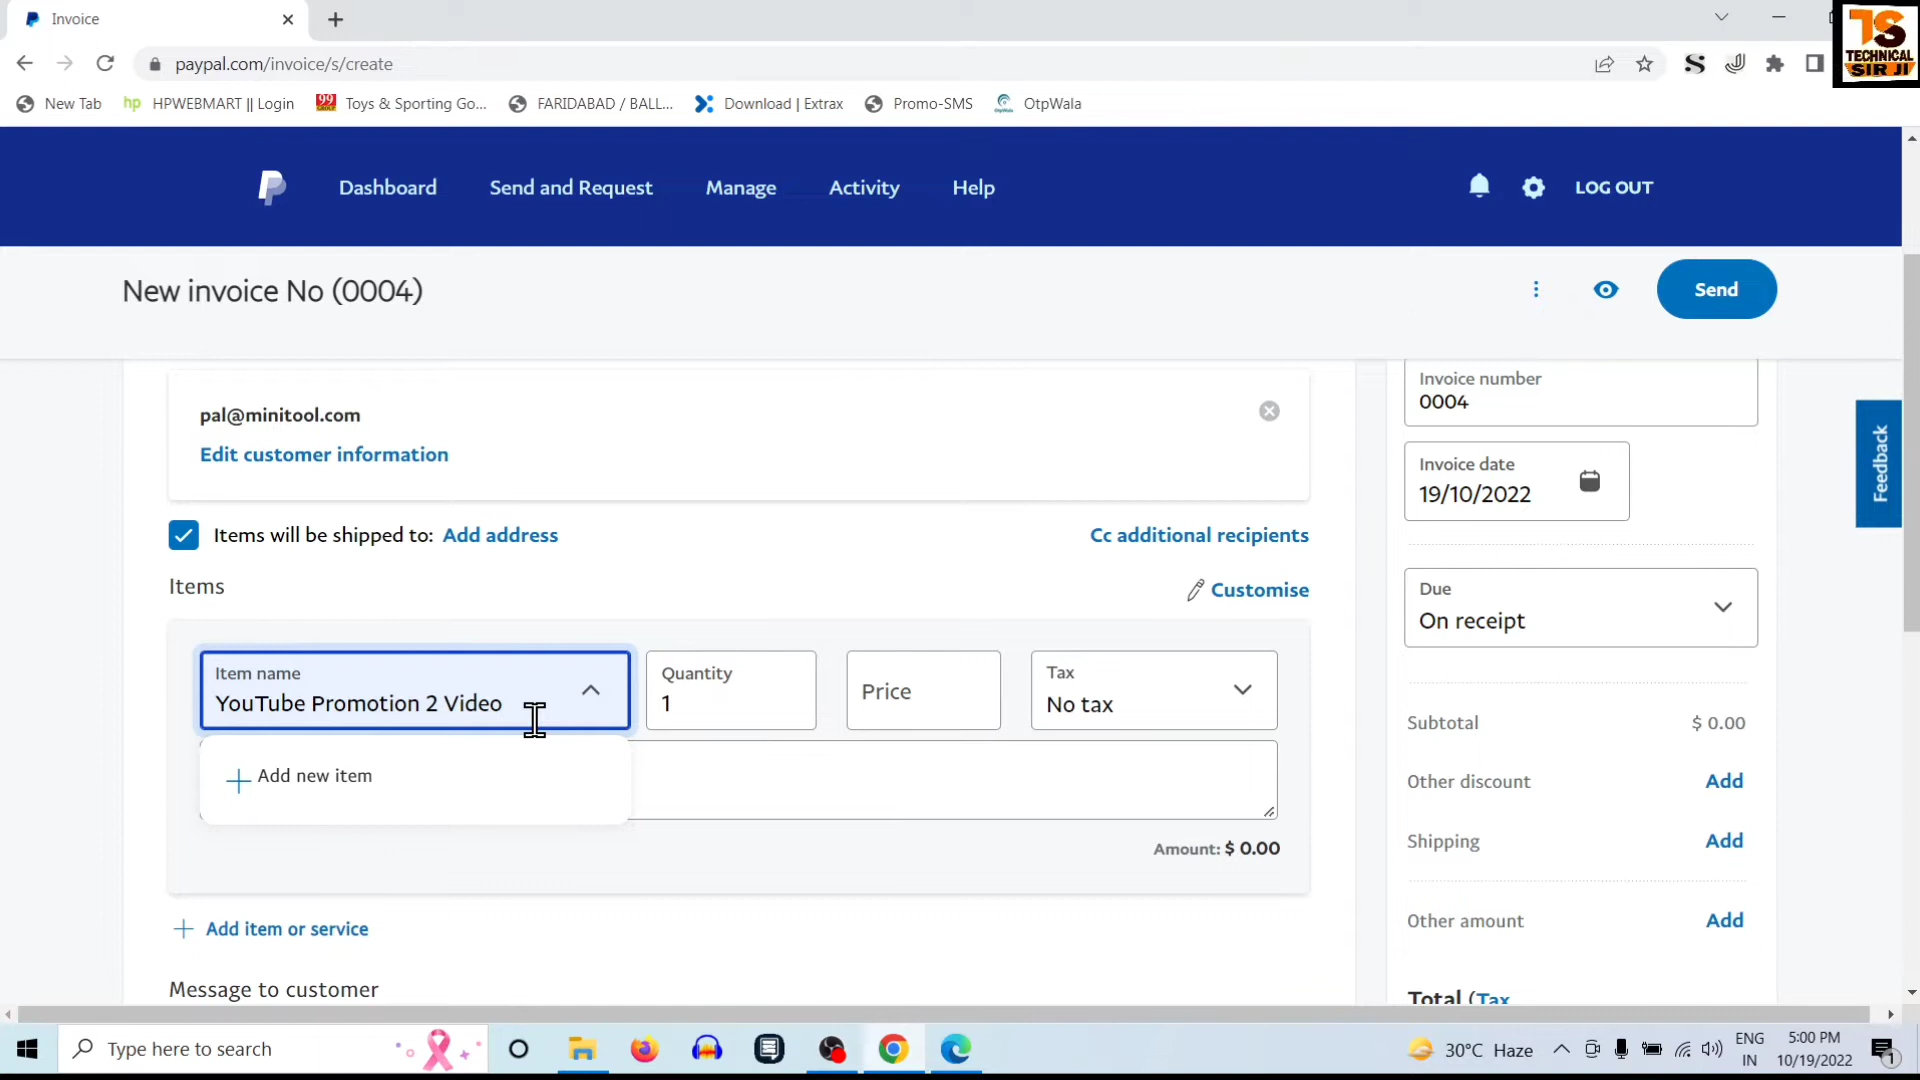 Invoice
TS
TECHNICAL
SIR JI
paypal.com/invoice/s/create
New Tab
hp HPWEBMART || Login
99 Toys & Sporting Go...
FARIDABAD / BALL...
Download | Extrax
Promo-SMS
OtpWala
Dashboard
Send and Request
Manage
Activity
Help
LOG OUT
New invoice No (0004)
Send
pal@minitool.com
Edit customer information
Items will be shipped to: Add address
Cc additional recipients
Items
Customise
Item name
YouTube Promotion 2 Video
Quantity
1
Price
Tax
No tax
Add new item
Amount: $ 0.00
Add item or service
Message to customer
Invoice number
0004
Invoice date
19/10/2022
Due
On receipt
Subtotal $ 0.00
Other discount Add
Shipping Add
Other amount Add
Total (Tax
Feedback
Type here to search
30°C Haze
ENG
IN
5:00 PM
10/19/2022
1